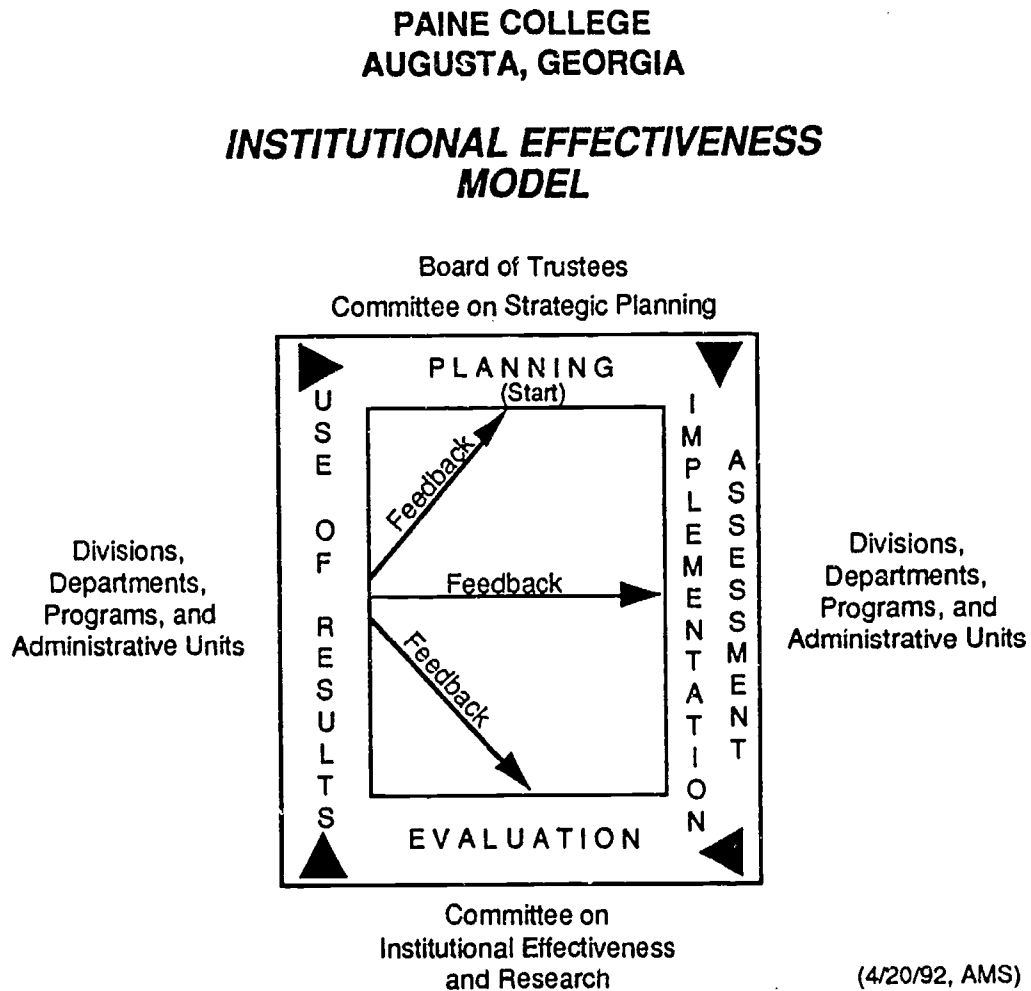 PAINE COLLEGE
AUGUSTA, GEORGIA
INSTITUTIONAL EFFECTIVENESS
MODEL
Board of Trustees
Committee on Strategic Planning
PLANNING
(Start)
USE OF RESULTS
IMPLEMENTATION
ASSESSMENT
Feedback
Feedback
Feedback
Divisions,
Departments,
Programs, and
Administrative Units
Divisions,
Departments,
Programs, and
Administrative Units
EVALUATION
Committee on
Institutional Effectiveness
and Research
(4/20/92, AMS)